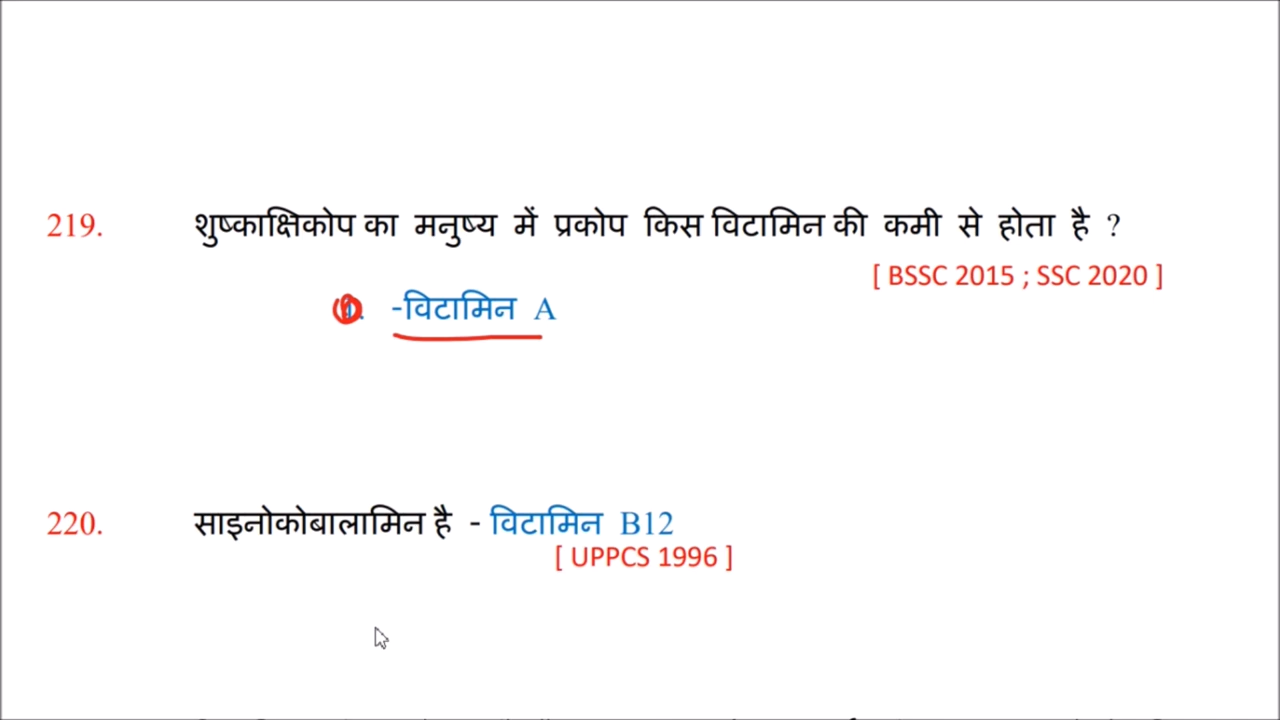 219. शुष्काक्षिकोप का मनुष्य में प्रकोप किस विटामिन की कमी से होता है ?
[ BSSC 2015 ; SSC 2020 ]
-विटामिन A
220. साइनोकोबालामिन है - विटामिन B12
[ UPPCS 1996 ]